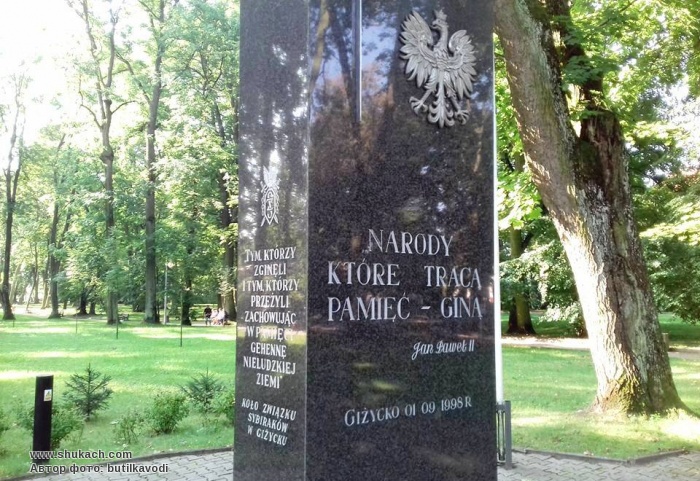 "TYM, KTÓRZY
ZGINĘLI
I TYM, KTÓRZY
PRZEŻYLI
ZACHOWUJĄC
W PAMIĘCI
GEHENNĘ
NIELUDZKIEJ
ZIEMI"
KOŁO ZWIĄZKU
SYBIRAKÓW
W GIŻYCKU
„NARODY
KTÓRE TRACĄ
PAMIĘĆ - GINĄ"
Jan Paweł II
GIŻYCKO 01 09 1998 R
www.shukach.com
Автор фото: butilkavodi